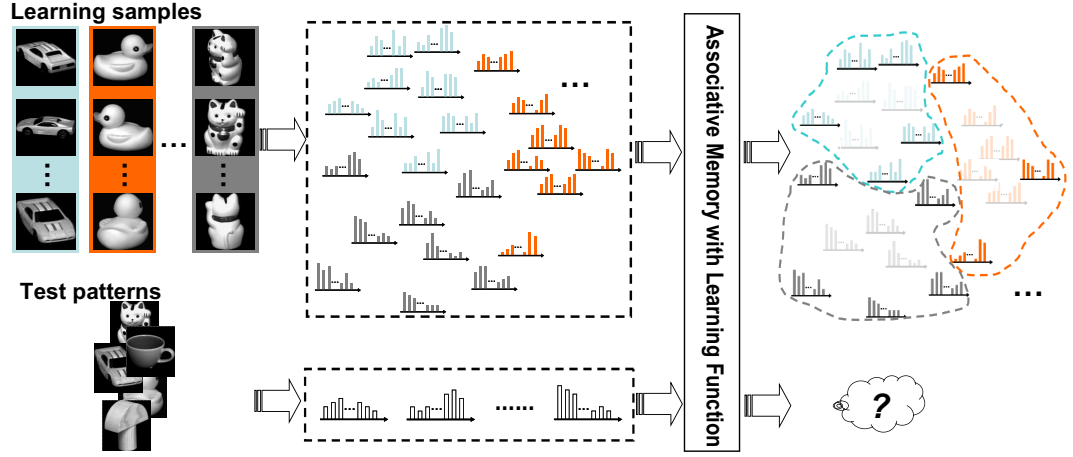 Learning samples
Associative Memory with Learning Function
Test patterns
?